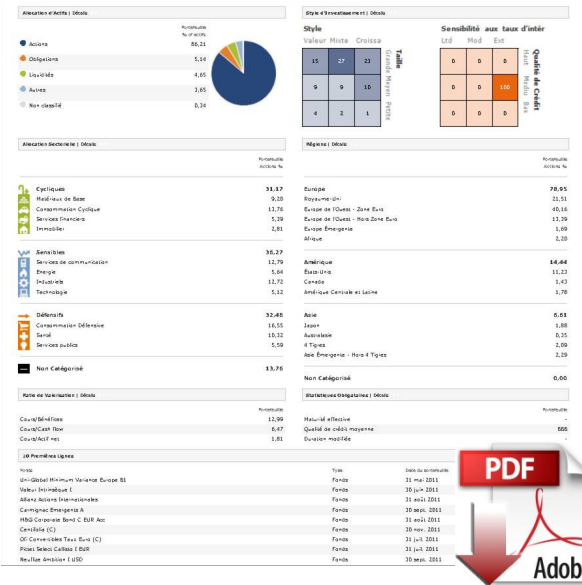 Allocation d'Actifs | Détails
Portefeuille
% of actifs
Actions 86,21
Obligations 5,14
Liquidités 4,65
Autres 3,65
Non classifié 0,34
Style d'Investissement | Détails
Style
Valeur Mixte Croissa
15 27 23
9 9 10
4 2 1
Taille
Grande Moyen Petite
Sensibilité aux taux d'intér
Ltd Mod Ext
0 0 0
0 0 100
0 0 0
Qualité de Crédit
Haut Mediu Bas
Allocation Sectorielle | Détails
Portefeuille
Actions %
Cycliques 31,17
Matériaux de Base 9,20
Consommation Cyclique 13,76
Services financiers 5,39
Immobilier 2,81
Sensibles 36,27
Services de communication 12,79
Energie 5,64
Industriels 12,72
Technologie 5,12
Défensifs 32,46
Consommation Défensive 16,55
Santé 10,32
Services publics 5,59
Non Catégorisé 13,76
Régions | Détails
Portefeuille
Actions %
Europe 78,95
Royaume-Uni 21,51
Europe de l'Ouest - Zone Euro 40,16
Europe de l'Ouest - Hors Zone Euro 13,39
Europe Émergente 1,69
Afrique 2,20
Amérique 14,44
États-Unis 11,23
Canada 1,43
Amérique Centrale et Latine 1,78
Asie 6,61
Japon 1,88
Australasie 0,35
4 Tigres 2,09
Asie Émergente - Hors 4 Tigres 2,29
Non Catégorisé 0,00
Ratio de Valorisation | Détails
Portefeuille
Cours/Bénéfices 12,99
Cours/Cash flow 6,47
Cours/Actif net 1,81
Statistiques Obligataires | Détails
Portefeuille
Maturité effective -
Qualité de crédit moyenne BBB
Duration modifiée -
10 Premières Lignes
Fonds Type Date du portefeuille
Uni-Global Minimum Variance Europe B1 Fonds 31 mai 2011
Valeur Intrinsèque I Fonds 30 juin 2011
Allianz Actions Internationales Fonds 31 août 2011
Carmignac Emergents A Fonds 30 sept. 2011
M&G Corporate Bond C EUR Acc Fonds 31 août 2011
Centifolia (C) Fonds 30 nov. 2011
Ofi Convertibles Taux Euro (C) Fonds 31 juil. 2011
Pictet Select Callisto I EUR Fonds 31 juil. 2011
Neuflize Ambition I USD Fonds 30 sept. 2011
PDF
Adob